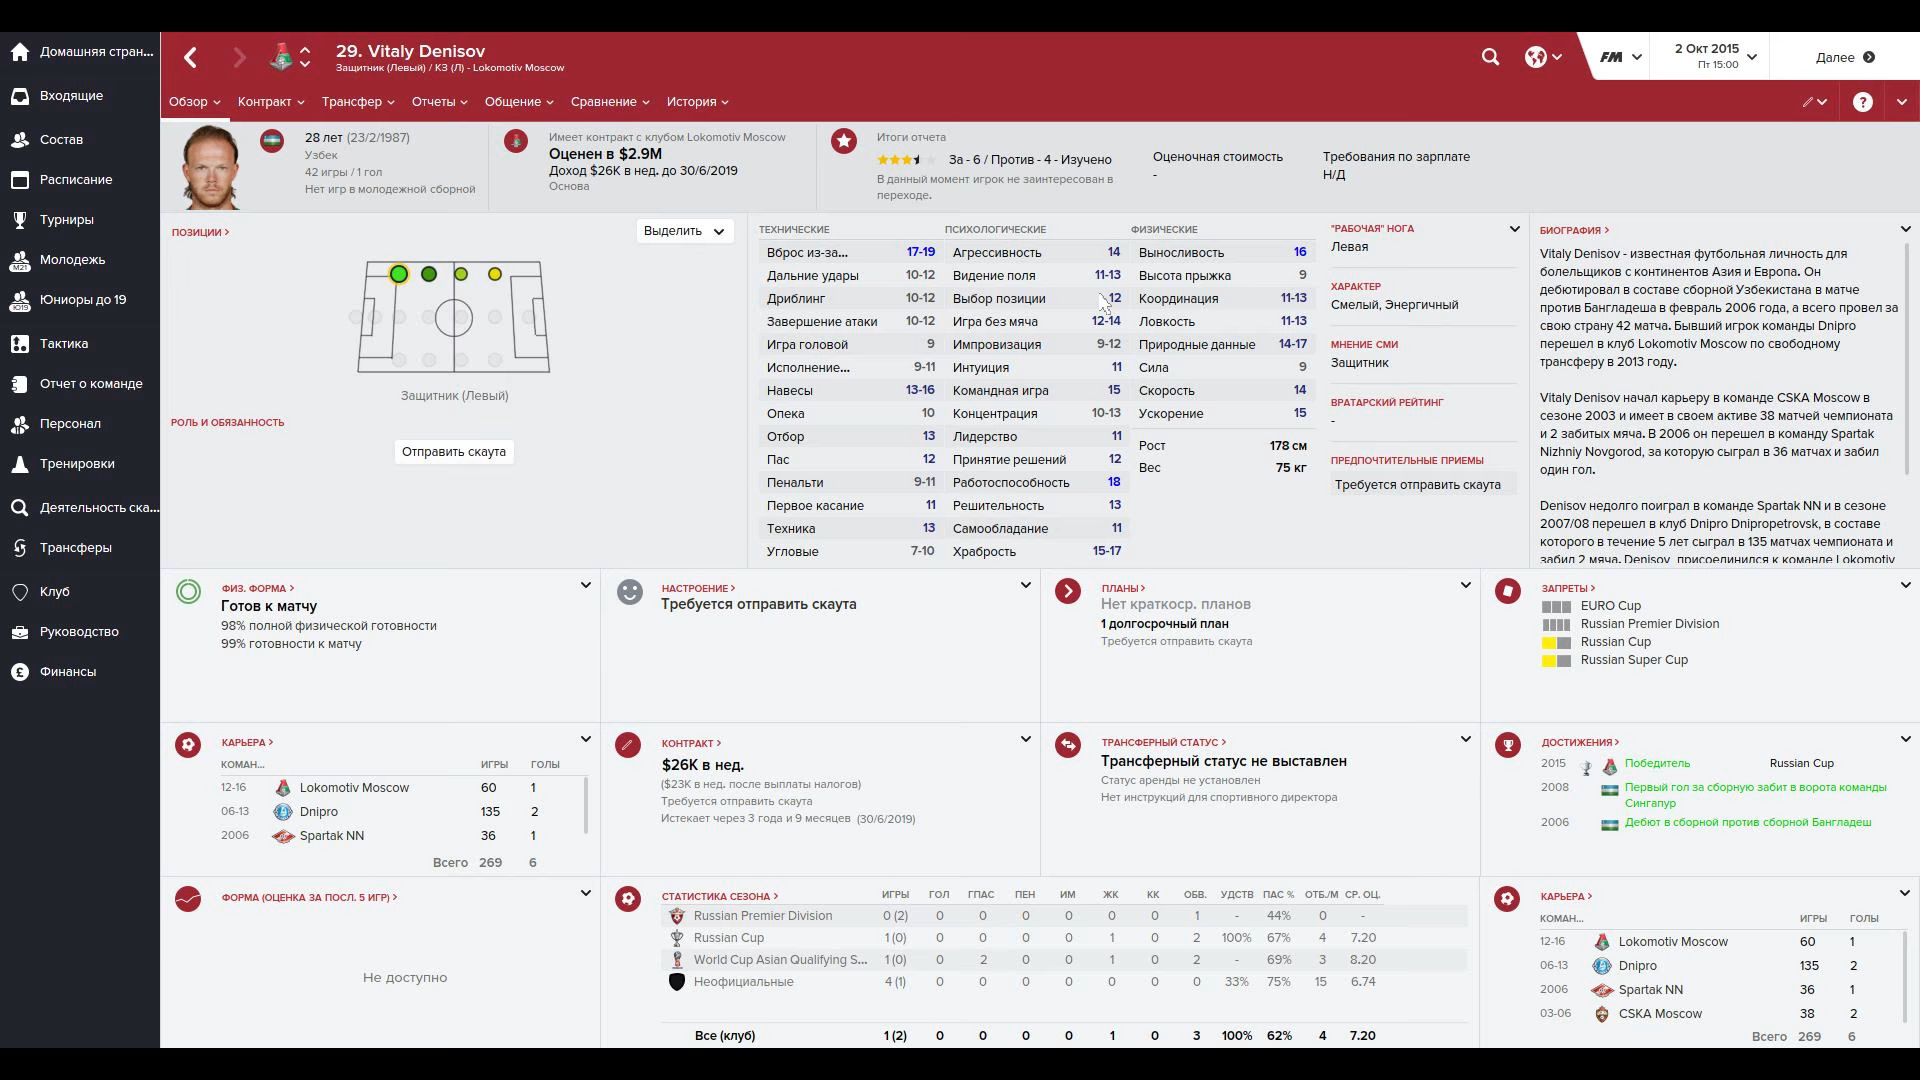 Домашняя стран...
Входящие
Состав
Расписание
Турниры
M21
Молодежь
Ю19
Юниоры до 19
Тактика
Отчет о команде
Персонал
Тренировки
Деятельность ска...
Трансферы
Клуб
Руководство
Финансы
29. Vitaly Denisov
Защитник (Левый) / КЗ (Л) - Lokomotiv Moscow
FM
2 Окт 2015
Пт 15:00
Далее
Обзор Контракт Трансфер Отчеты Общение Сравнение История
?
28 лет (23/2/1987)
Узбек
42 игры / 1 гол
Нет игр в молодежной сборной
Имеет контракт с клубом Lokomotiv Moscow
Оценен в $2.9M
Доход $26K в нед. до 30/6/2019
Основа
Итоги отчета
За - 6 / Против - 4 - Изучено
В данный момент игрок не заинтересован в
переходе.
Оценочная стоимость
-
Требования по зарплате
Н/Д
ПОЗИЦИИ >
Выделить
Защитник (Левый)
РОЛЬ И ОБЯЗАННОСТЬ
Отправить скаута
ТЕХНИЧЕСКИЕ
Вброс из-за... 17-19
Дальние удары 10-12
Дриблинг 10-12
Завершение атаки 10-12
Игра головой 9
Исполнение... 9-11
Навесы 13-16
Опека 10
Отбор 13
Пас 12
Пенальти 9-11
Первое касание 11
Техника 13
Угловые 7-10
ПСИХОЛОГИЧЕСКИЕ
Агрессивность 14
Видение поля 11-13
Выбор позиции 12
Игра без мяча 12-14
Импровизация 9-12
Интуиция 11
Командная игра 15
Концентрация 10-13
Лидерство 11
Принятие решений 12
Работоспособность 18
Решительность 13
Самообладание 11
Храбрость 15-17
ФИЗИЧЕСКИЕ
Выносливость 16
Высота прыжка 9
Координация 11-13
Ловкость 11-13
Природные данные 14-17
Сила 9
Скорость 14
Ускорение 15
Рост 178 см
Вес 75 кг
"РАБОЧАЯ" НОГА
Левая
ХАРАКТЕР
Смелый, Энергичный
МНЕНИЕ СМИ
Защитник
ВРАТАРСКИЙ РЕЙТИНГ
-
ПРЕДПОЧТИТЕЛЬНЫЕ ПРИЕМЫ
Требуется отправить скаута
БИОГРАФИЯ >
Vitaly Denisov - известная футбольная личность для
болельщиков с континентов Азия и Европа. Он
дебютировал в составе сборной Узбекистана в матче
против Бангладеша в февраль 2006 года, а всего провел за
свою страну 42 матча. Бывший игрок команды Dnipro
перешел в клуб Lokomotiv Moscow по свободному
трансферу в 2013 году.
Vitaly Denisov начал карьеру в команде CSKA Moscow в
сезоне 2003 и имеет в своем активе 38 матчей чемпионата
и 2 забитых мяча. В 2006 он перешел в команду Spartak
Nizhniy Novgorod, за которую сыграл в 36 матчах и забил
один гол.
Denisov недолго поиграл в команде Spartak NN и в сезоне
2007/08 перешел в клуб Dnipro Dnipropetrovsk, в составе
которого в течение 5 лет сыграл в 135 матчах чемпионата и
забил 2 мяча. Denisov присоединился к команде Lokomotiv
ФИЗ. ФОРМА >
Готов к матчу
98% полной физической готовности
99% готовности к матчу
НАСТРОЕНИЕ >
Требуется отправить скаута
ПЛАНЫ >
Нет краткоср. планов
1 долгосрочный план
Требуется отправить скаута
ЗАПРЕТЫ >
EURO Cup
Russian Premier Division
Russian Cup
Russian Super Cup
КАРЬЕРА >
КОМАН... ИГРЫ ГОЛЫ
12-16 Lokomotiv Moscow 60 1
06-13 Dnipro 135 2
2006 Spartak NN 36 1
Всего 269 6
КОНТРАКТ >
$26K в нед.
($23K в нед. после выплаты налогов)
Требуется отправить скаута
Истекает через 3 года и 9 месяцев (30/6/2019)
ТРАНСФЕРНЫЙ СТАТУС >
Трансферный статус не выставлен
Статус аренды не установлен
Нет инструкций для спортивного директора
ДОСТИЖЕНИЯ >
2015 Победитель Russian Cup
2008 Первый гол за сборную забит в ворота команды
Сингапур
2006 Дебют в сборной против сборной Бангладеш
ФОРМА (ОЦЕНКА ЗА ПОСЛ. 5 ИГР) >
Не доступно
СТАТИСТИКА СЕЗОНА > ИГРЫ ГОЛ ГПАС ПЕН ИМ ЖК КК ОБВ. УДСТВ ПАС % ОТБ./М СР. ОЦ.
Russian Premier Division 0 (2) 0 0 0 0 0 0 1 - 44% 0 -
Russian Cup 1 (0) 0 0 0 0 1 0 2 100% 67% 4 7.20
World Cup Asian Qualifying S... 1 (0) 0 2 0 0 1 0 2 - 69% 3 8.20
Неофициальные 4 (1) 0 0 0 0 0 0 0 33% 75% 15 6.74
Все (клуб) 1 (2) 0 0 0 0 1 0 3 100% 62% 4 7.20
КАРЬЕРА >
КОМАН... ИГРЫ ГОЛЫ
12-16 Lokomotiv Moscow 60 1
06-13 Dnipro 135 2
2006 Spartak NN 36 1
03-06 CSKA Moscow 38 2
Всего 269 6